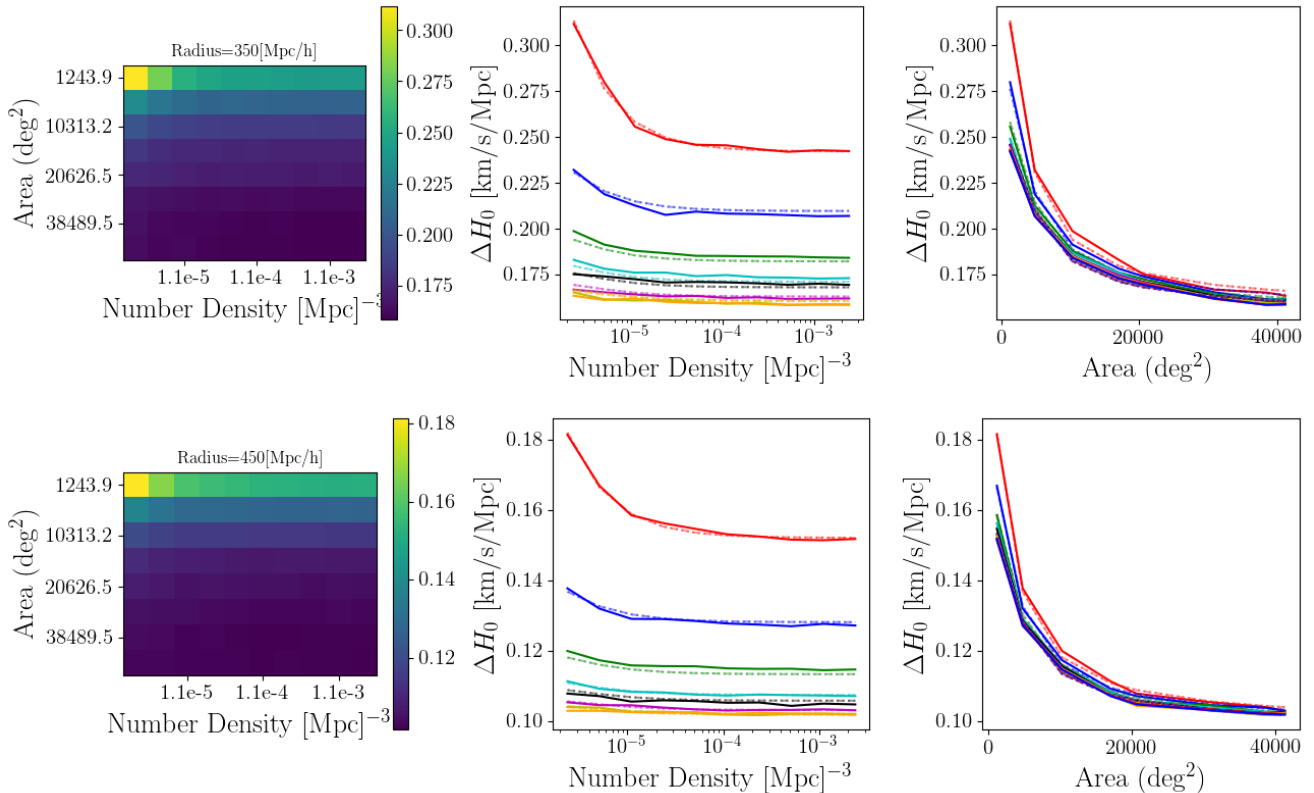 Radius=350[Mpc/h]
Area (deg²)
1243.9
10313.2
20626.5
38489.5
1.1e-5
1.1e-4
1.1e-3
Number Density [Mpc]⁻³
0.300
0.275
0.250
0.225
0.200
0.175
ΔH₀ [km/s/Mpc]
0.300
0.275
0.250
0.225
0.200
0.175
10⁻⁵
10⁻⁴
10⁻³
Number Density [Mpc]⁻³
ΔH₀ [km/s/Mpc]
0.300
0.275
0.250
0.225
0.200
0.175
0
20000
40000
Area (deg²)
Radius=450[Mpc/h]
Area (deg²)
1243.9
10313.2
20626.5
38489.5
1.1e-5
1.1e-4
1.1e-3
Number Density [Mpc]⁻³
0.18
0.16
0.14
0.12
ΔH₀ [km/s/Mpc]
0.18
0.16
0.14
0.12
0.10
10⁻⁵
10⁻⁴
10⁻³
Number Density [Mpc]⁻³
ΔH₀ [km/s/Mpc]
0.18
0.16
0.14
0.12
0.10
0
20000
40000
Area (deg²)